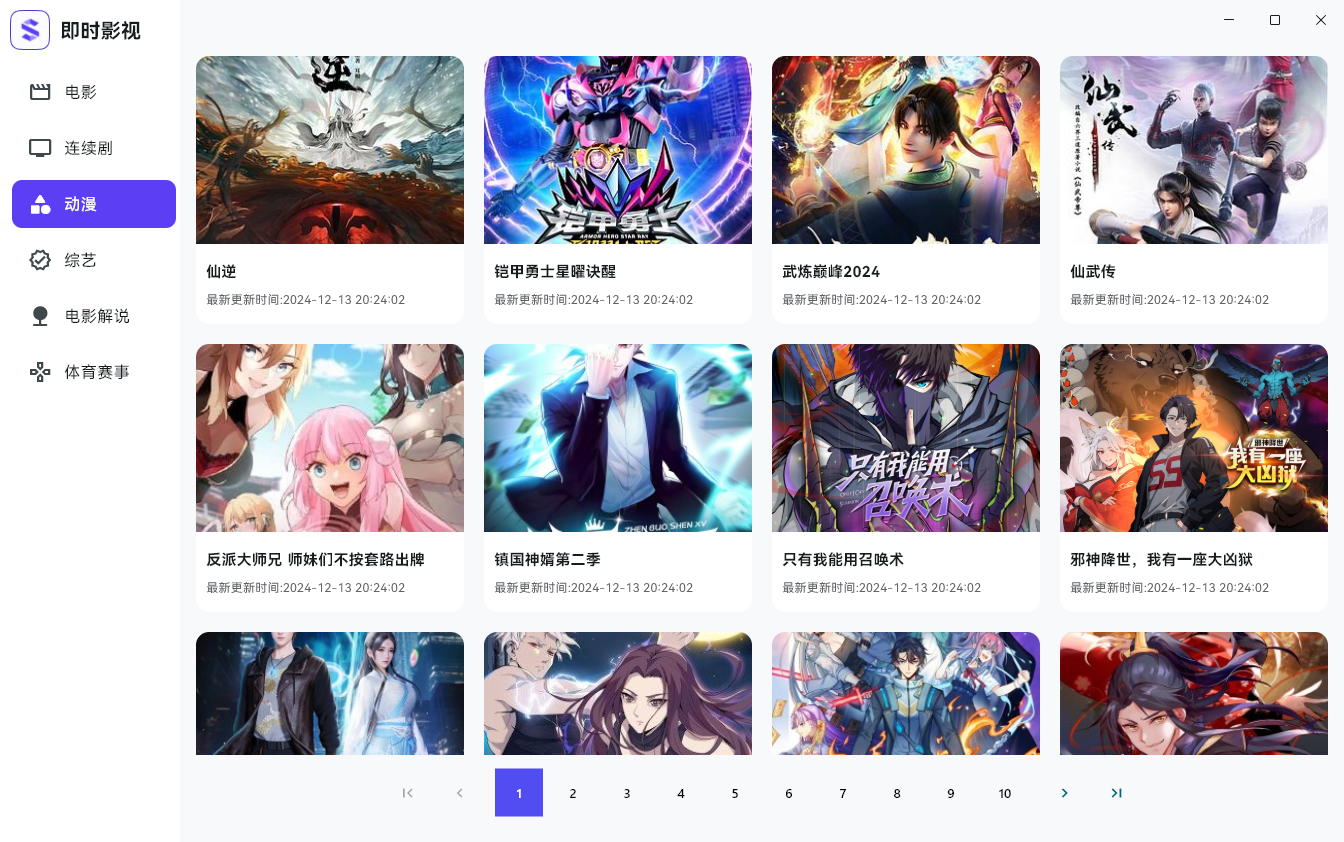 即时影视
电影
连续剧
动漫
综艺
电影解说
体育赛事
逆
仙逆
最新更新时间:2024-12-13 20:24:02
铠甲勇士
ARMOR HERO STAR RAY
铠甲勇士星曜诀醒
最新更新时间:2024-12-13 20:24:02
武炼巅峰2024
最新更新时间:2024-12-13 20:24:02
仙武传
仙武传
最新更新时间:2024-12-13 20:24:02
反派大师兄 师妹们不按套路出牌
最新更新时间:2024-12-13 20:24:02
ZHEN GUO SHEN XV
镇国神婿第二季
最新更新时间:2024-12-13 20:24:02
只有我能用
召唤术
只有我能用召唤术
最新更新时间:2024-12-13 20:24:02
SS
邪神降世
我有一座
大凶狱
邪神降世，我有一座大凶狱
最新更新时间:2024-12-13 20:24:02
1 2 3 4 5 6 7 8 9 10